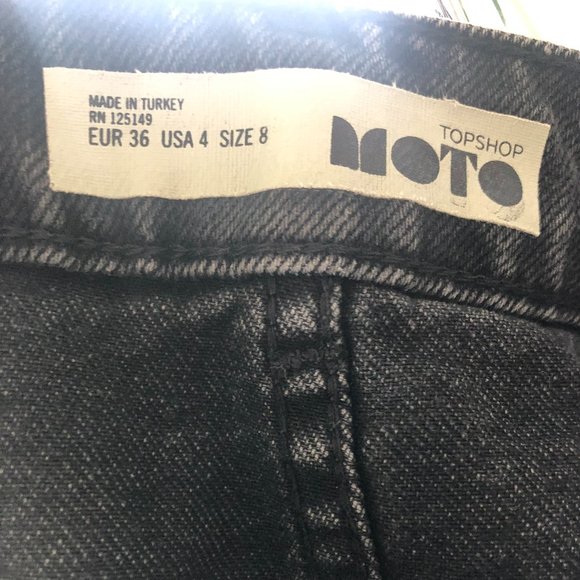 MADE IN TURKEY
RN 125149
EUR 36 USA 4 SIZE 8
TOPSHOP
MOTO